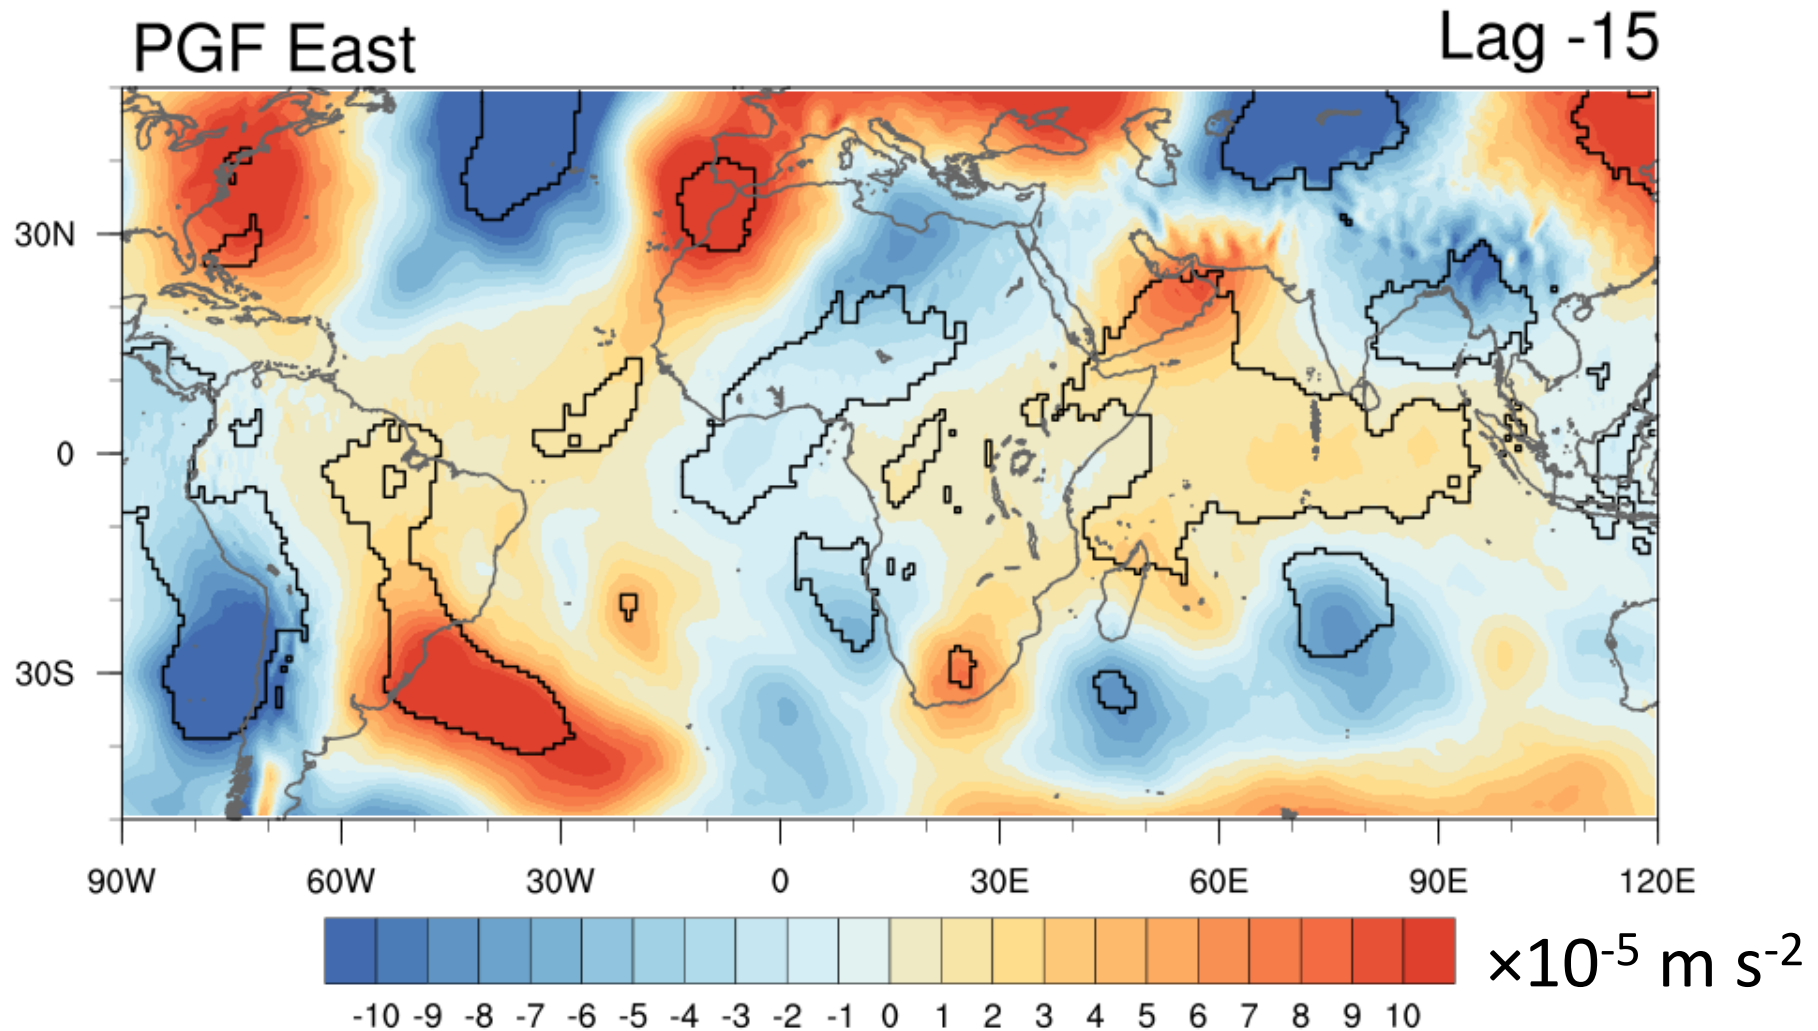 PGF East
Lag -15
30N
0
30S
90W 60W 30W 0 30E 60E 90E 120E
-10 -9 -8 -7 -6 -5 -4 -3 -2 -1 0 1 2 3 4 5 6 7 8 9 10
×10⁻⁵ m s⁻²